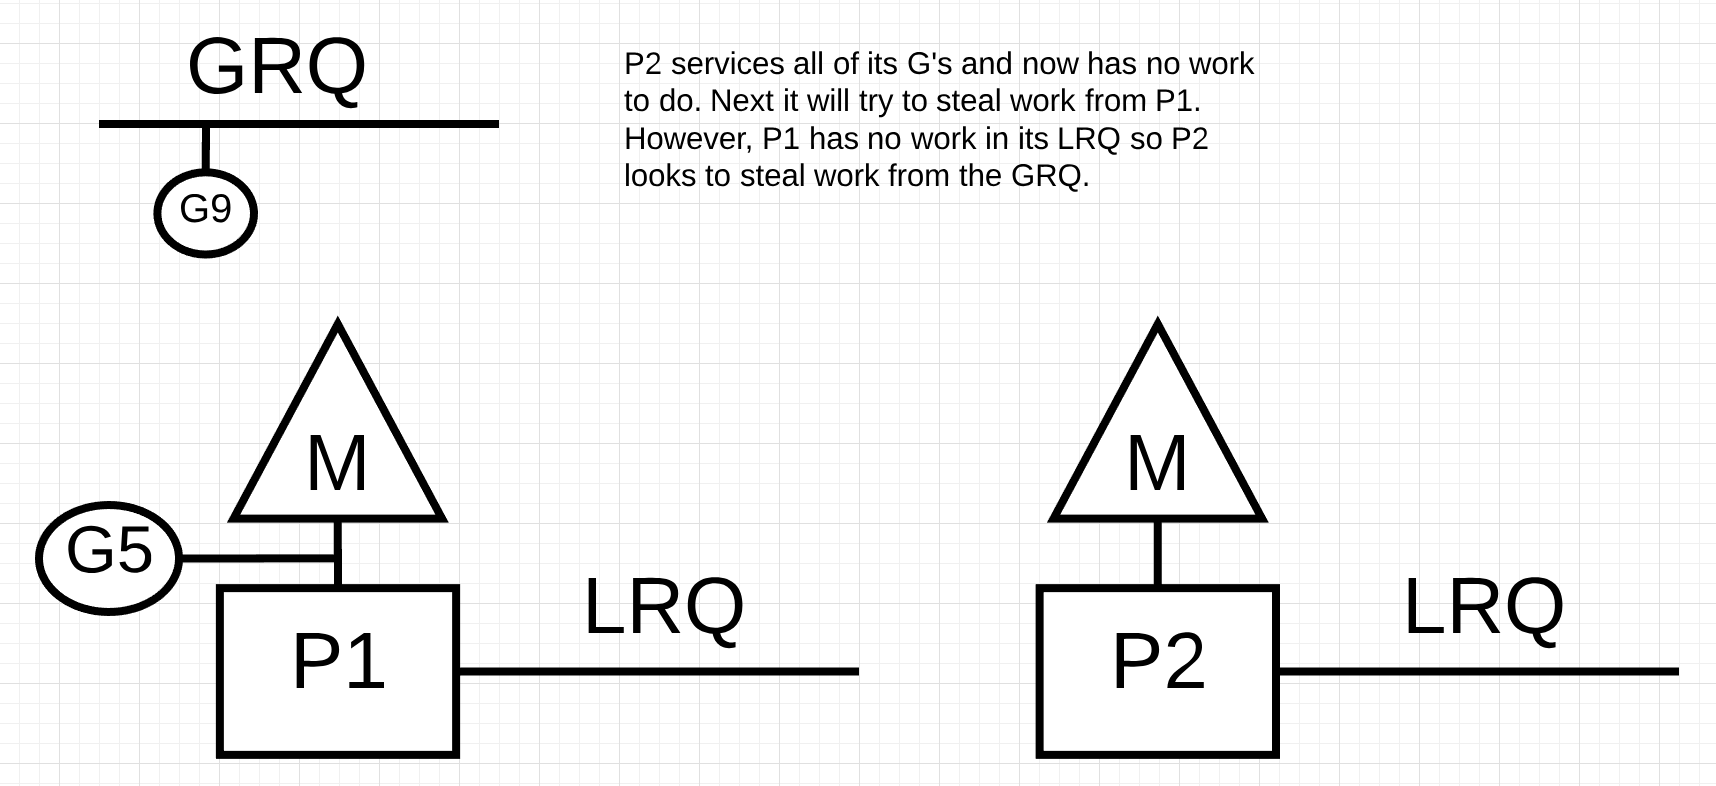 GRQ
P2 services all of its G's and now has no work
to do. Next it will try to steal work from P1.
However, P1 has no work in its LRQ so P2
looks to steal work from the GRQ.
G9
M
M
G5
LRQ
LRQ
P1
P2